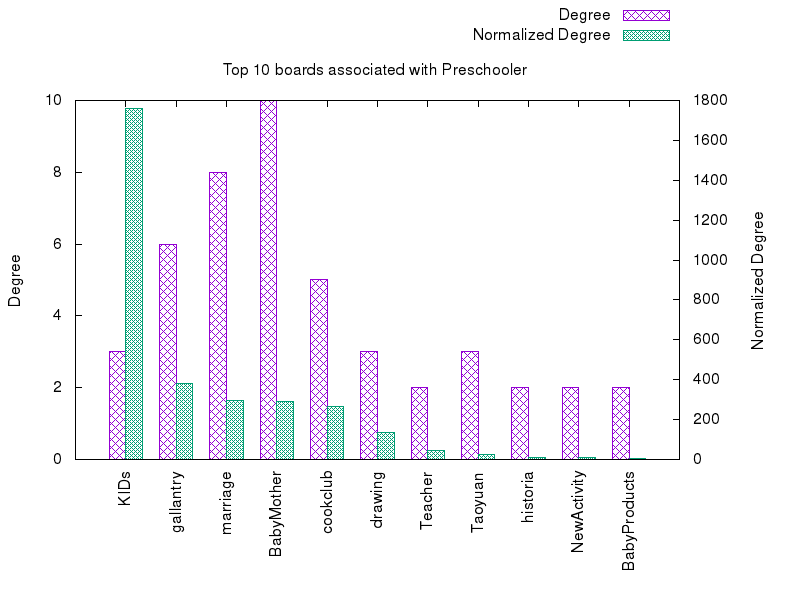 Degree
Normalized Degree
Top 10 boards associated with Preschooler
10
8
6
4
2
0
1800
1600
1400
1200
1000
800
600
400
200
0
Degree
Normalized Degree
KIDs
gallantry
marriage
BabyMother
cookclub
drawing
Teacher
Taoyuan
historia
NewActivity
BabyProducts